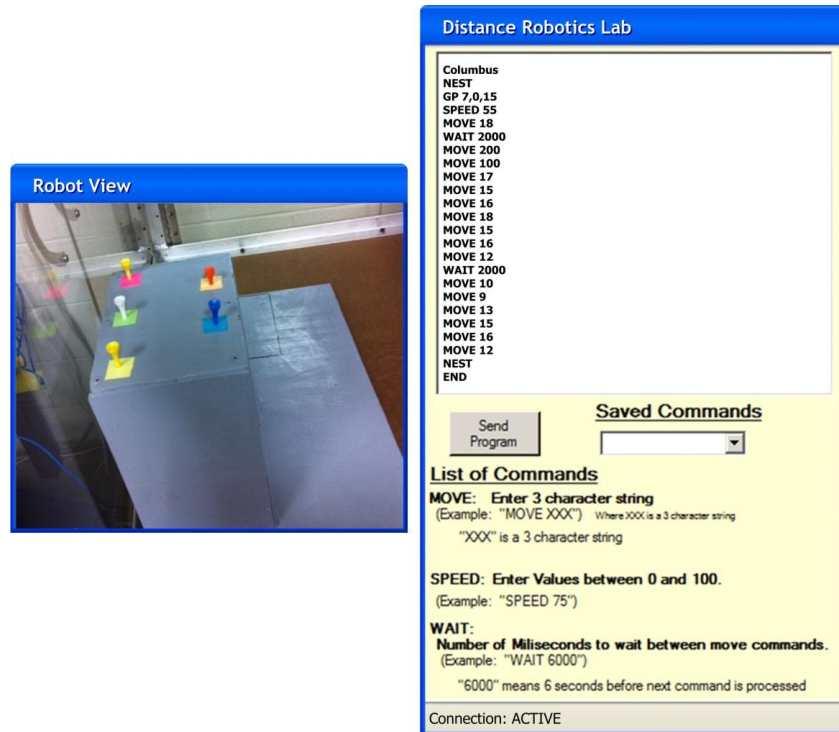 Robot View
Distance Robotics Lab
Columbus
NEST
GP 7,0,15
SPEED 55
MOVE 18
WAIT 2000
MOVE 200
MOVE 100
MOVE 17
MOVE 15
MOVE 16
MOVE 18
MOVE 15
MOVE 16
MOVE 12
WAIT 2000
MOVE 10
MOVE 9
MOVE 13
MOVE 15
MOVE 16
MOVE 12
NEST
END
Send
Program
Saved Commands
List of Commands
MOVE: Enter 3 character string
(Example: "MOVE XXX") Where XXX is a 3 character string
"XXX" is a 3 character string
SPEED: Enter Values between 0 and 100.
(Example: "SPEED 75")
WAIT:
Number of Miliseconds to wait between move commands.
(Example: "WAIT 6000")
"6000" means 6 seconds before next command is processed
Connection: ACTIVE